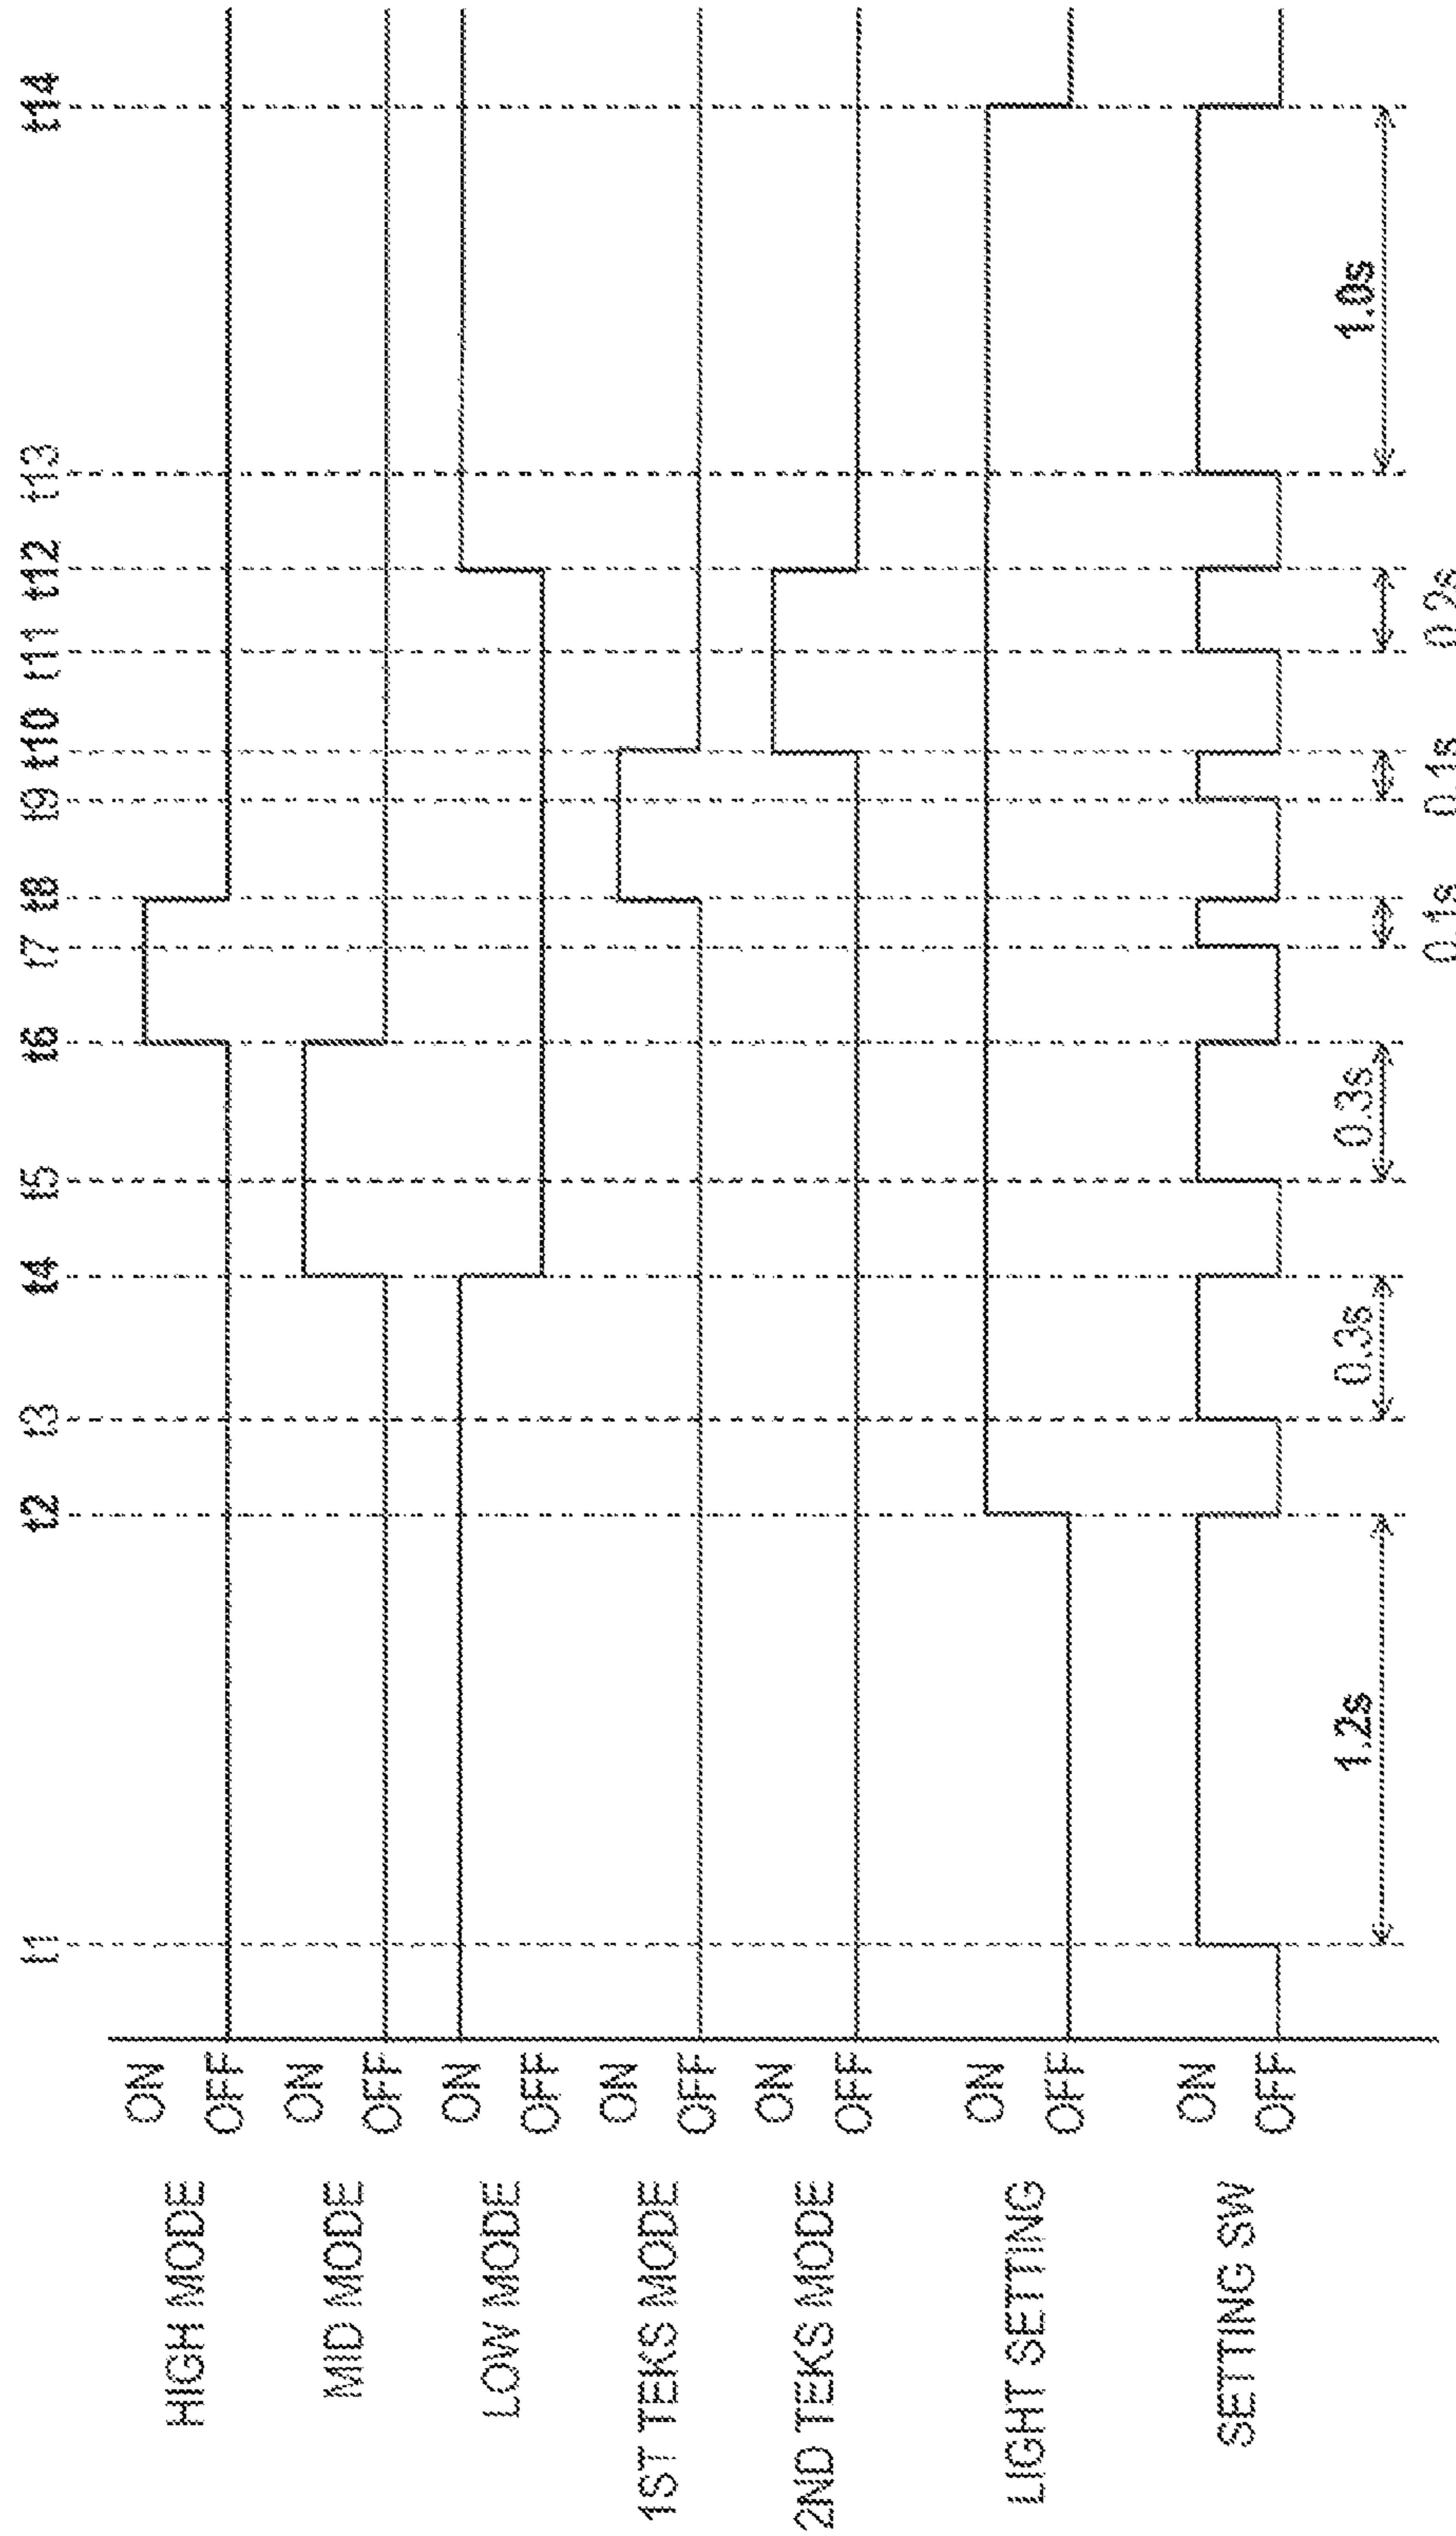 t1 t2 t3 t4 t5 t6 t7 t8 t9 t10 t11 t12 t13 t14
HIGH MODE
ON
OFF
MID MODE
ON
OFF
LOW MODE
ON
OFF
1ST TEKS MODE
ON
OFF
2ND TEKS MODE
ON
OFF
LIGHT SETTING
ON
OFF
SETTING SW
ON
OFF
1.2s 0.3s 0.3s 1.0s
0.1s 0.1s 0.2s